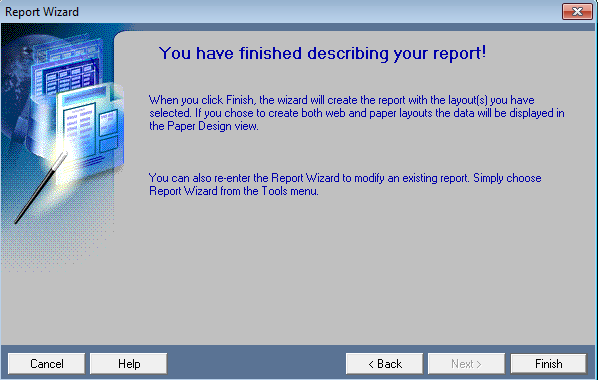 Report Wizard
You have finished describing your report!
When you click Finish, the wizard will create the report with the layout(s) you have
selected. If you chose to create both web and paper layouts the data will be displayed in
the Paper Design view.
You can also re-enter the Report Wizard to modify an existing report. Simply choose
Report Wizard from the Tools menu.
Cancel
Help
< Back
Next >
Finish